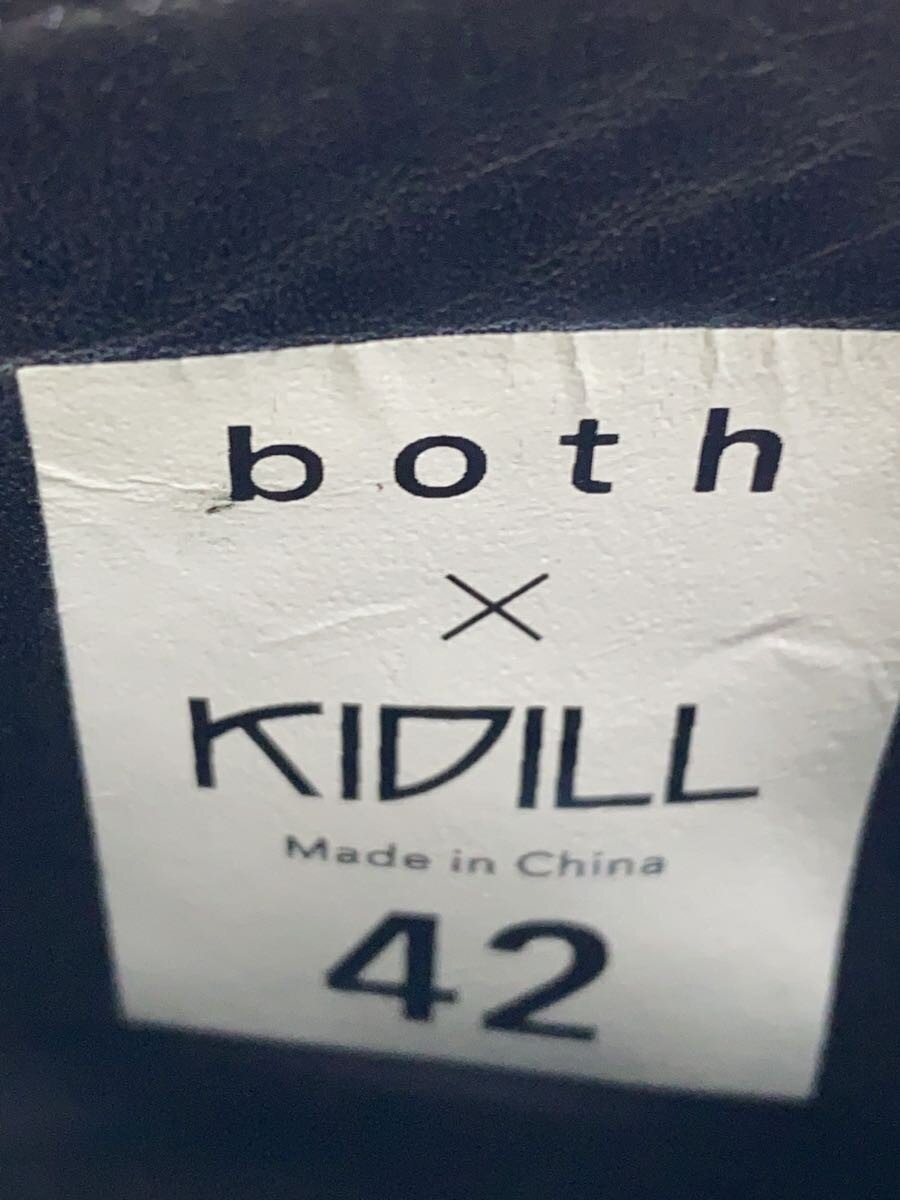 both
×
KIDILL
Made in China
42